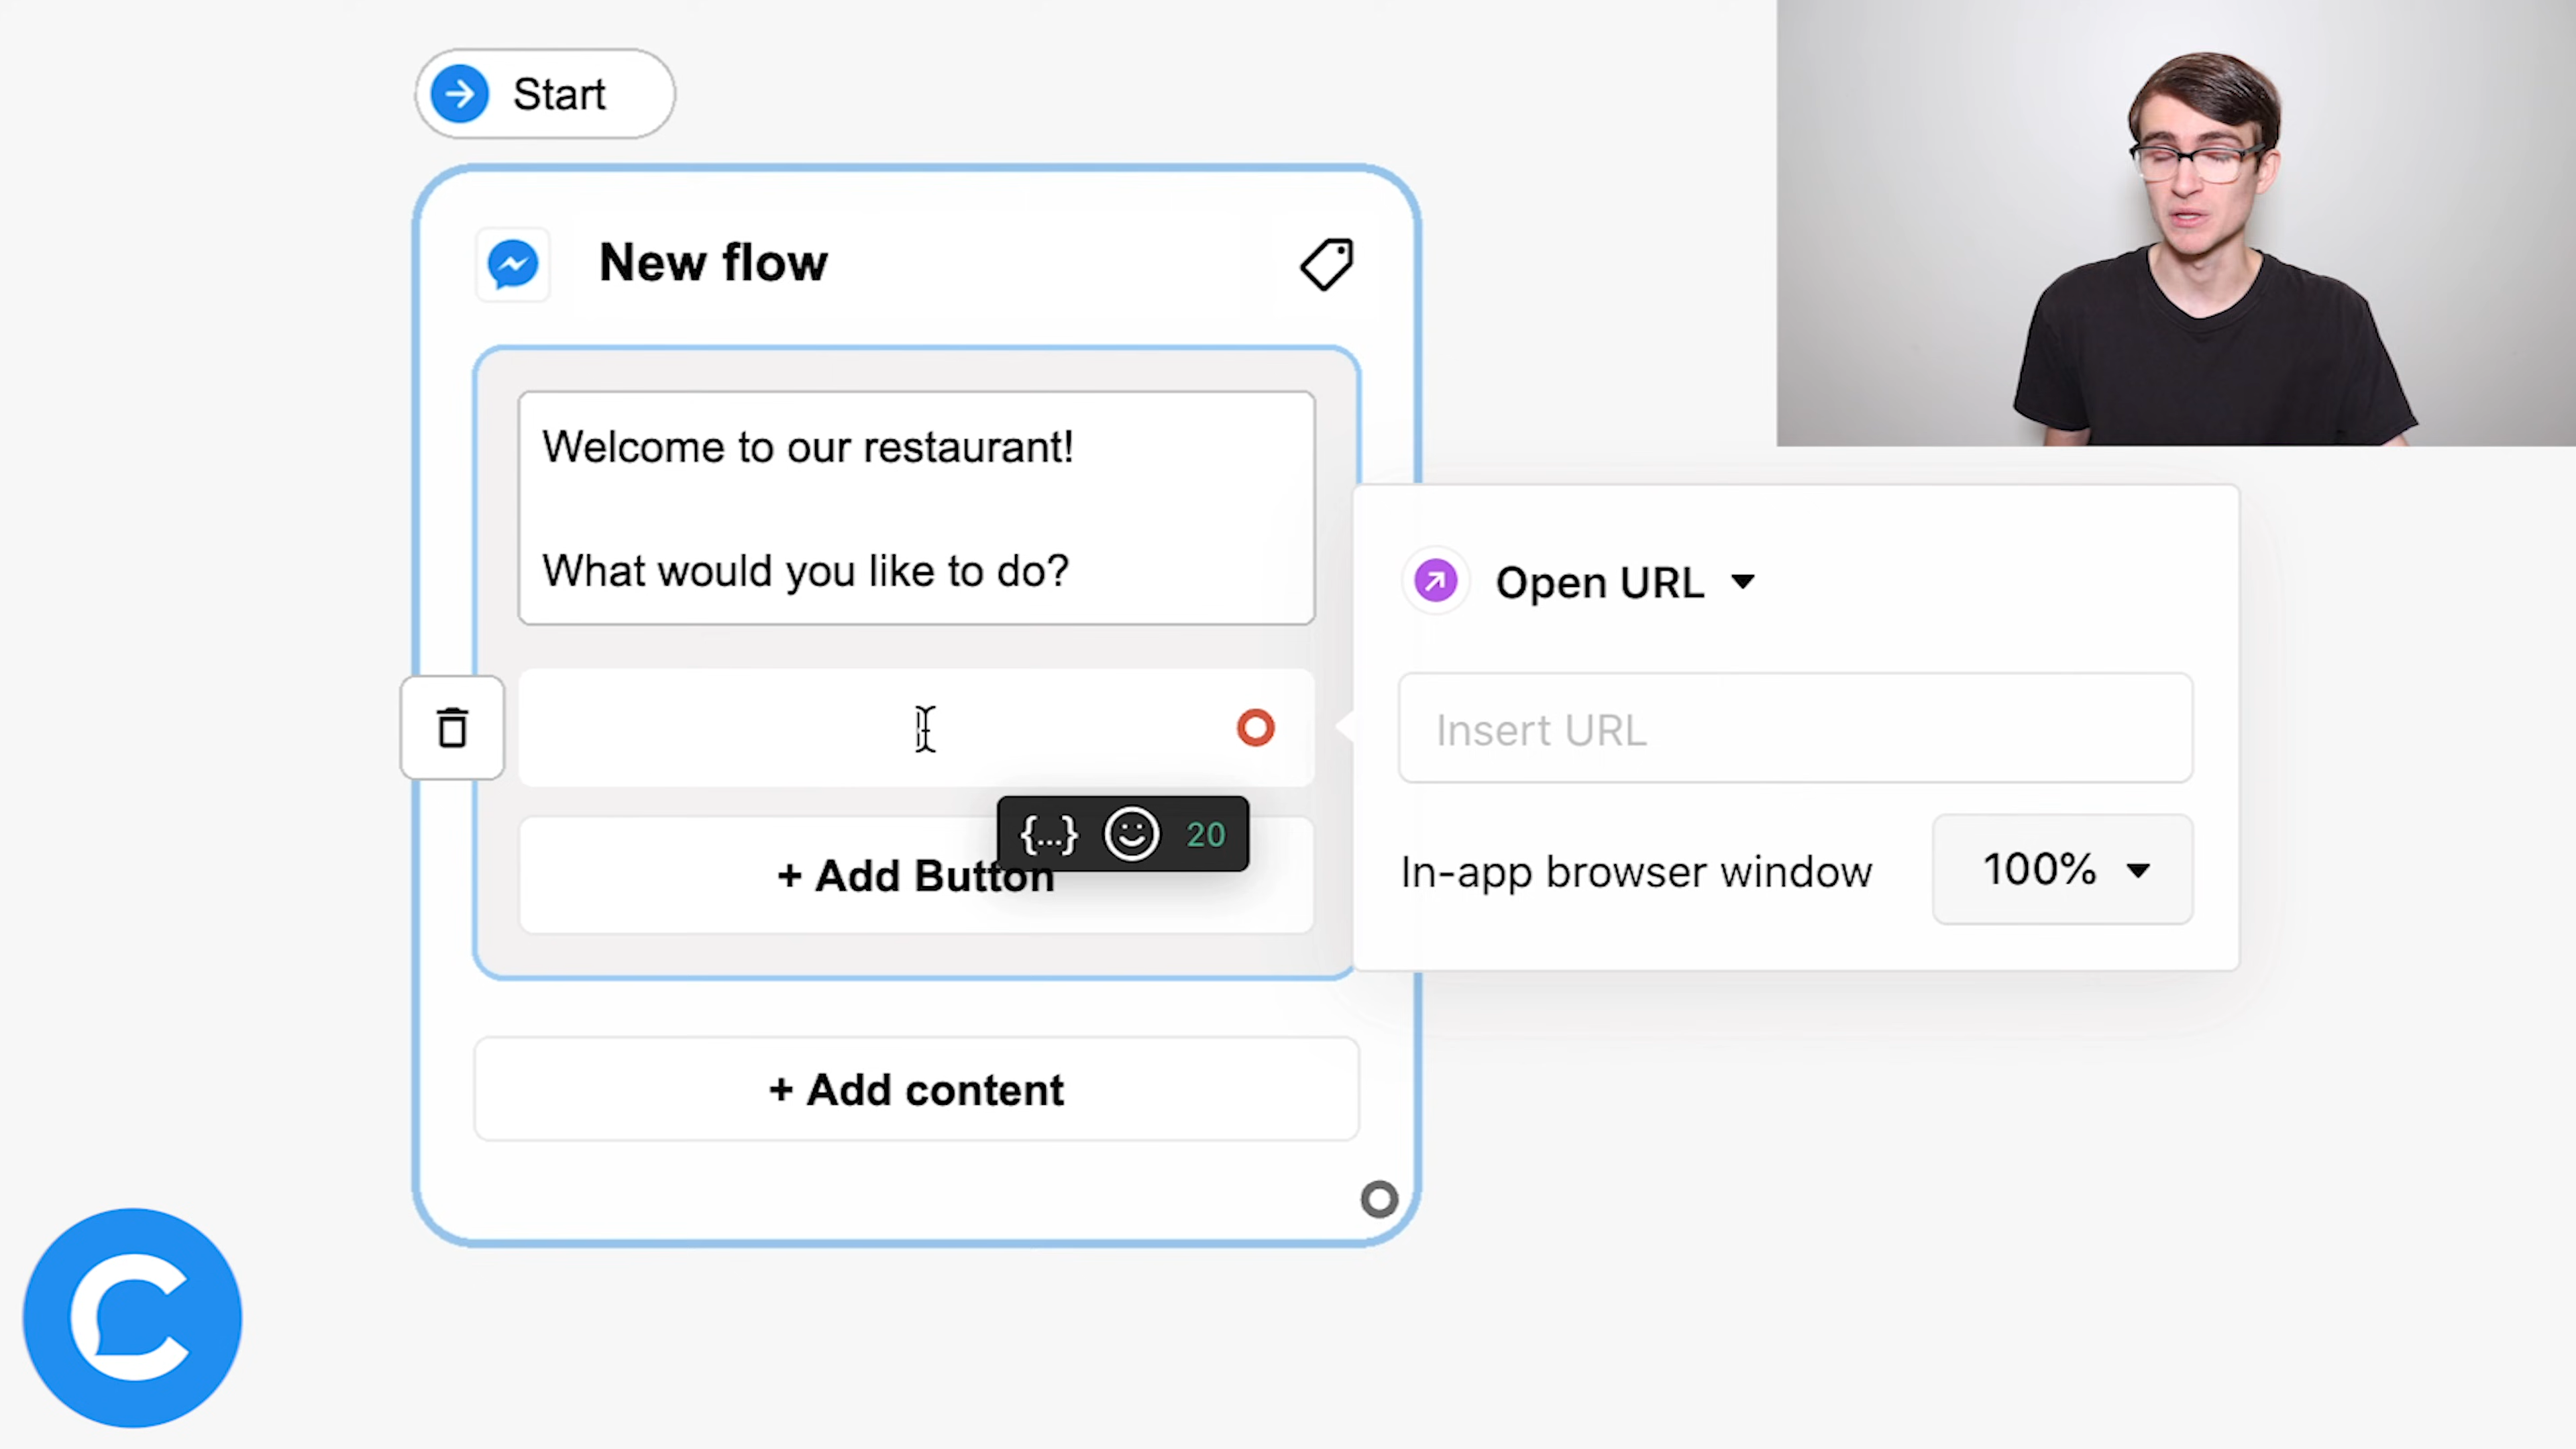 Start
New flow
Welcome to our restaurant!
What would you like to do?
Open URL
Insert URL
{...} 20
+ Add Button
In-app browser window 100%
+ Add content